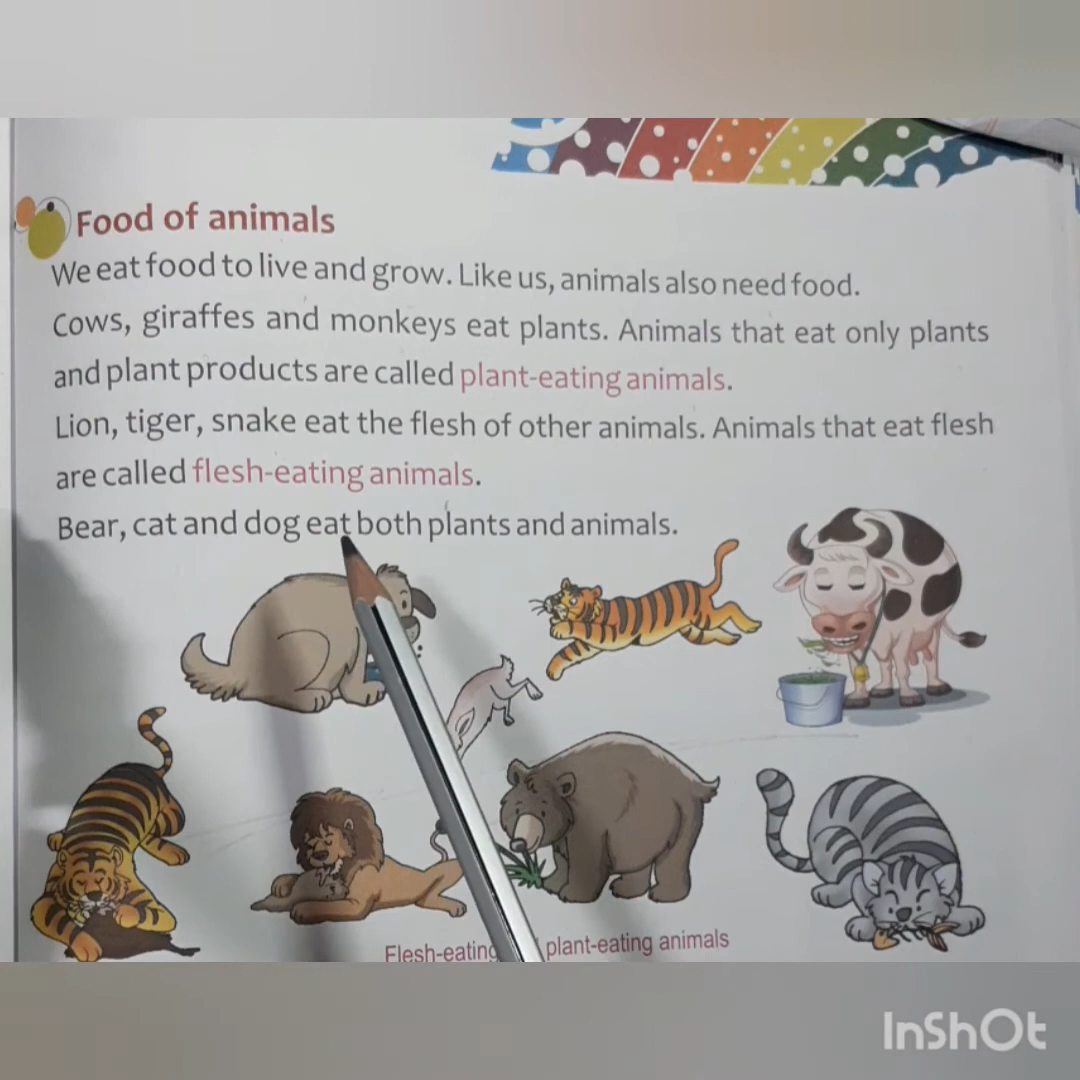 Food of animals
We eat food to live and grow. Like us, animals also need food.
Cows, giraffes and monkeys eat plants. Animals that eat only plants
and plant products are called plant-eating animals.
Lion, tiger, snake eat the flesh of other animals. Animals that eat flesh
are called flesh-eating animals.
Bear, cat and dog eat both plants and animals.
Flesh-eating plant-eating animals
InShOt